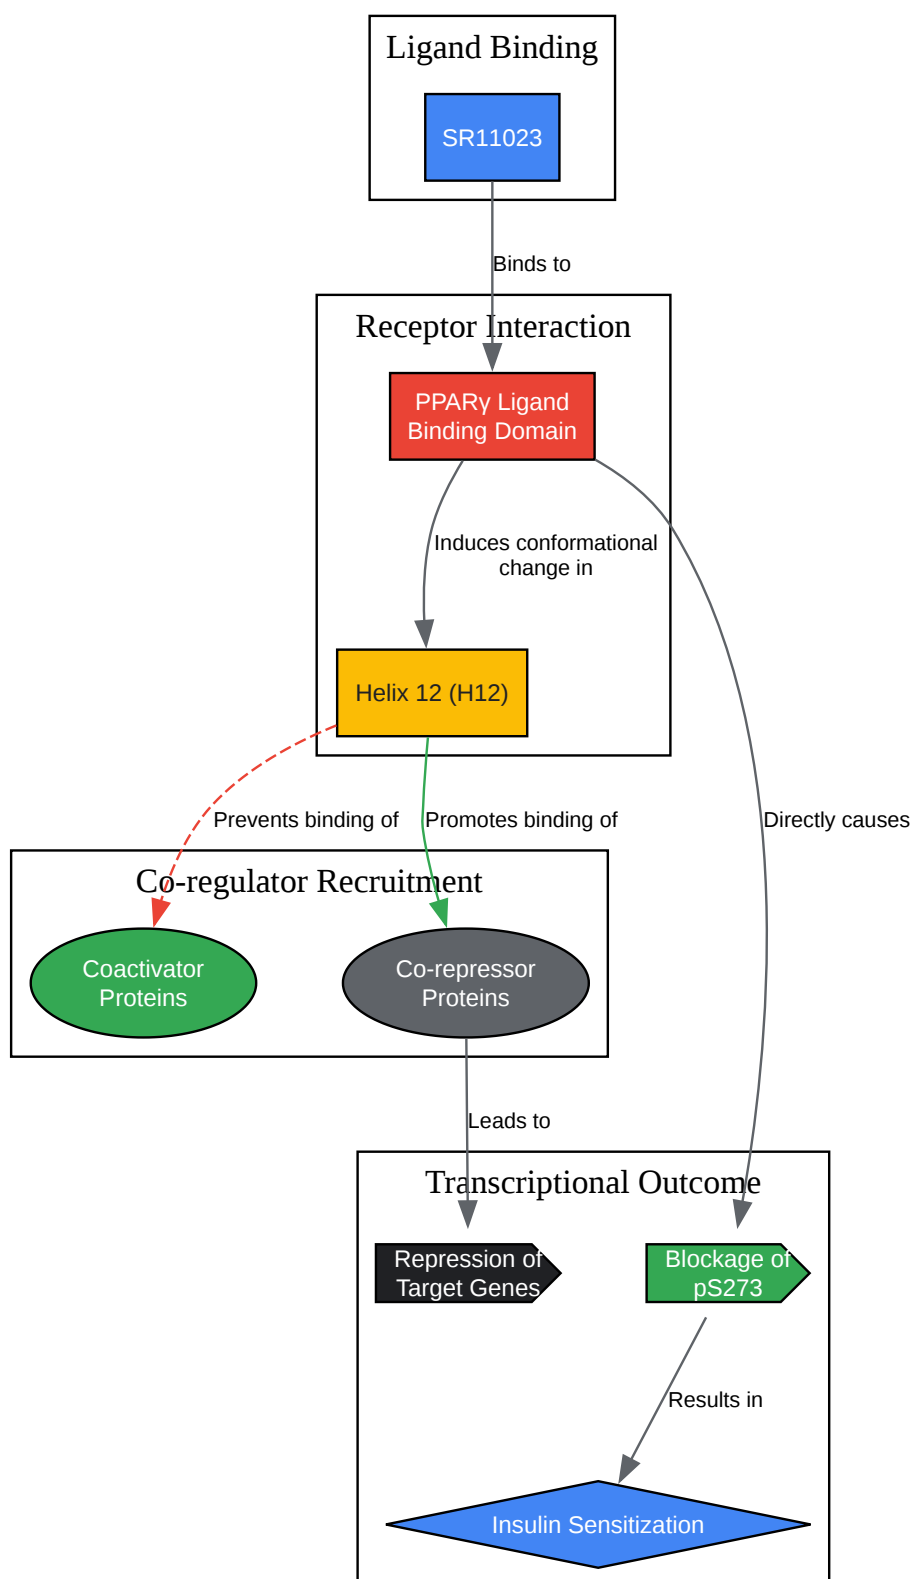 Ligand Binding
SR11023
Binds to
Receptor Interaction
PPARγ Ligand
Binding Domain
Induces conformational
change in
Helix 12 (H12)
Prevents binding of
Promotes binding of
Directly causes
Co-regulator Recruitment
Coactivator
Proteins
Co-repressor
Proteins
Leads to
Transcriptional Outcome
Repression of
Target Genes
Blockage of
pS273
Results in
Insulin Sensitization